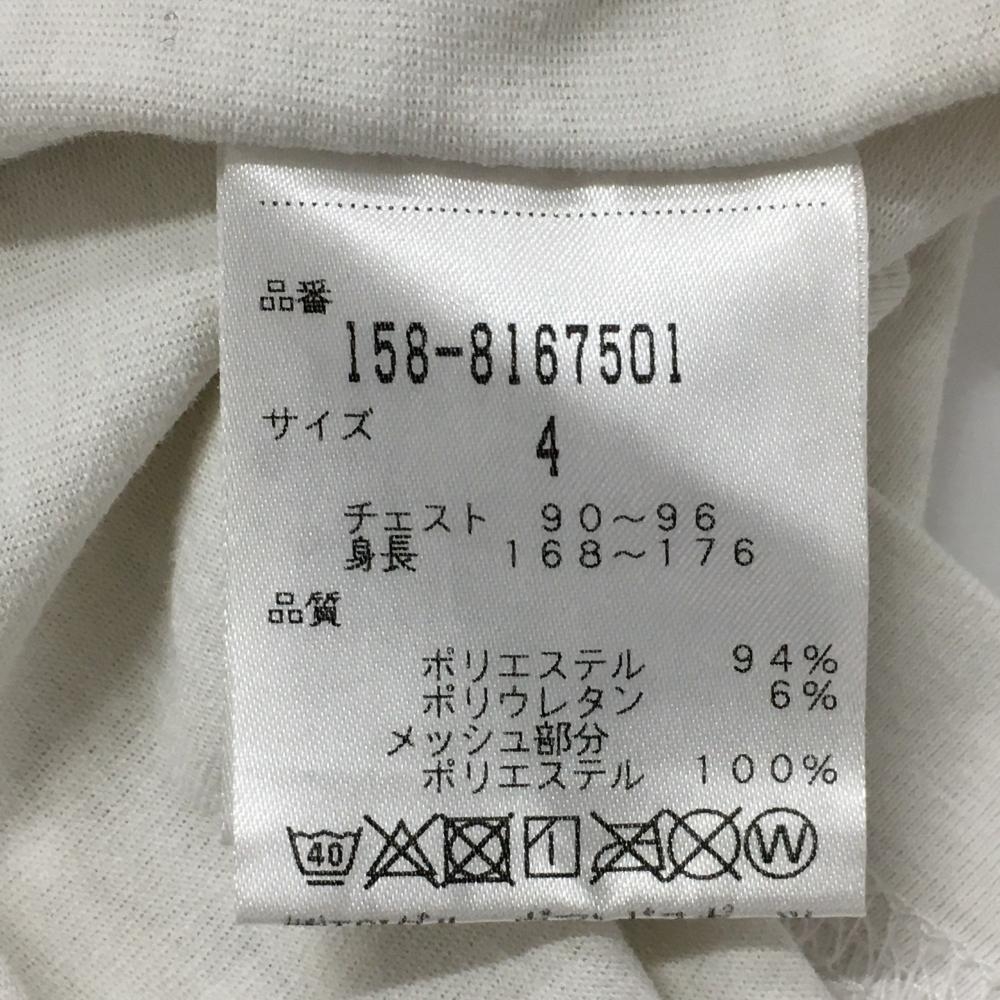 品番
158-8167501
サイズ 4
チェスト 90～96
身長 168～176
品質
ポリエステル 94%
ポリウレタン 6%
メッシュ部分
ポリエステル 100%
40 W